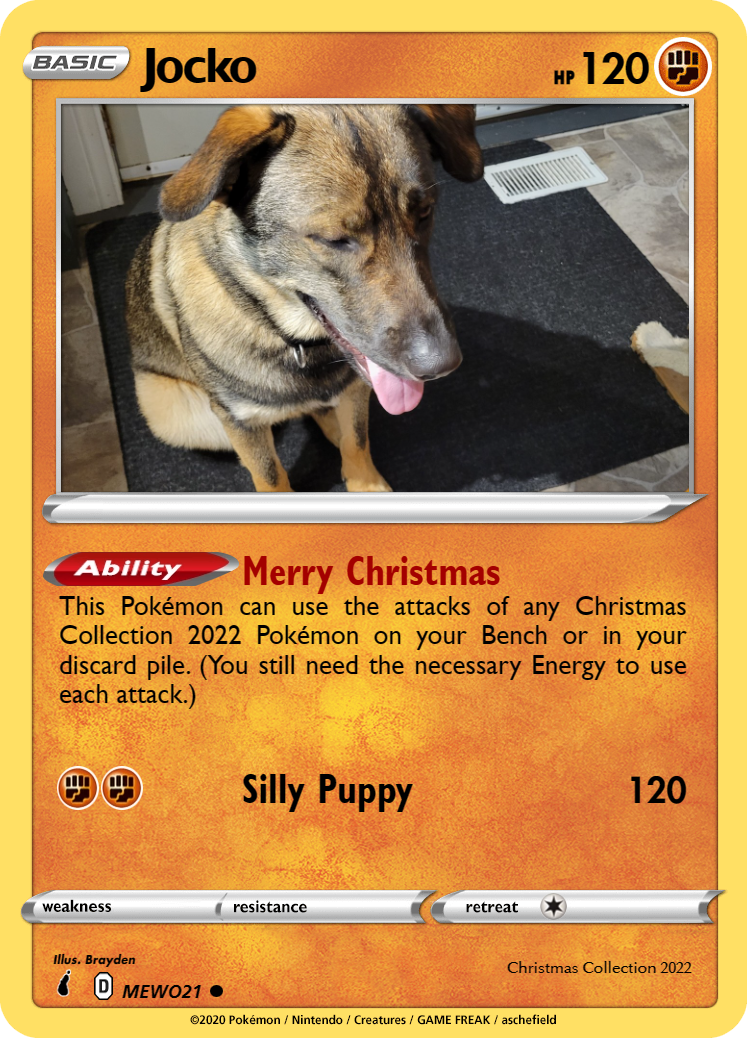 BASIC Jocko HP 120
Ability Merry Christmas
This Pokémon can use the attacks of any Christmas
Collection 2022 Pokémon on your Bench or in your
discard pile. (You still need the necessary Energy to use
each attack.)
Silly Puppy 120
weakness resistance retreat
Illus. Brayden
Christmas Collection 2022
D MEWO21
©2020 Pokémon / Nintendo / Creatures / GAME FREAK / aschefield